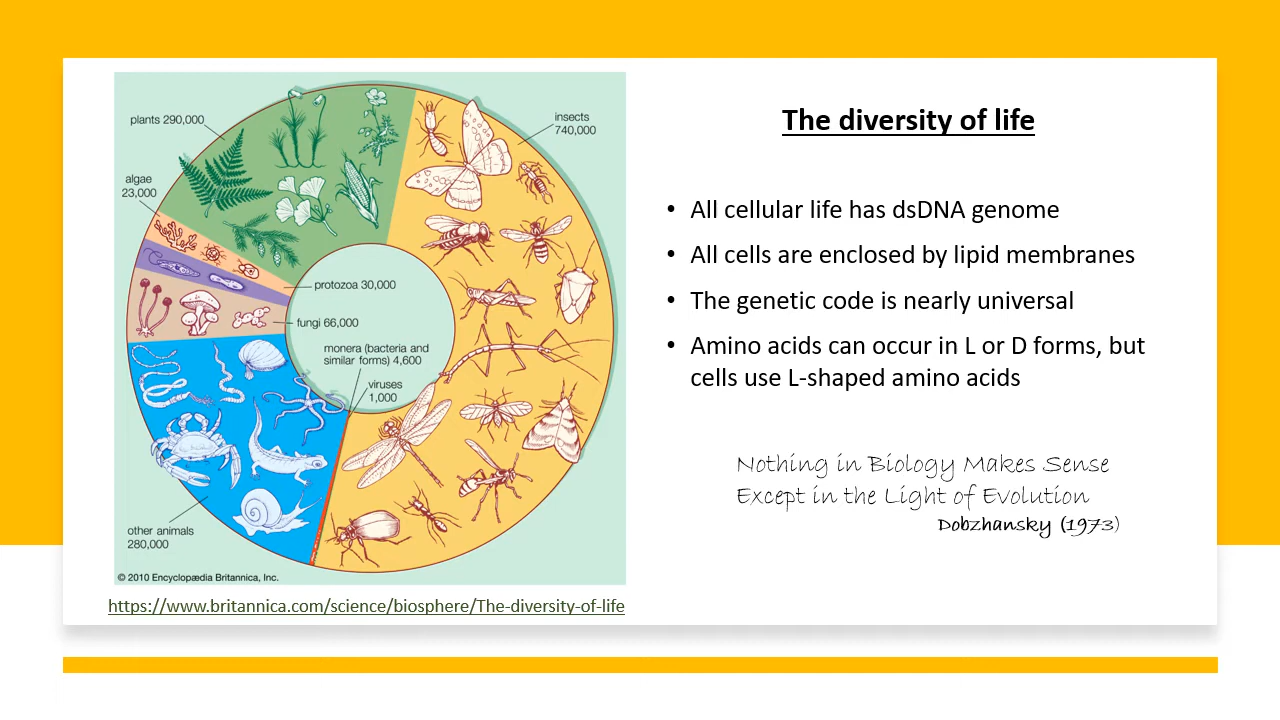 plants 290,000
insects
740,000
algae
23,000
protozoa 30,000
fungi 66,000
monera (bacteria and
similar forms) 4,600
viruses
1,000
other animals
280,000
© 2010 Encyclopædia Britannica, Inc.
https://www.britannica.com/science/biosphere/The-diversity-of-life
The diversity of life
• All cellular life has dsDNA genome
• All cells are enclosed by lipid membranes
• The genetic code is nearly universal
• Amino acids can occur in L or D forms, but
cells use L-shaped amino acids
Nothing in Biology Makes Sense
Except in the Light of Evolution
Dobzhansky (1973)